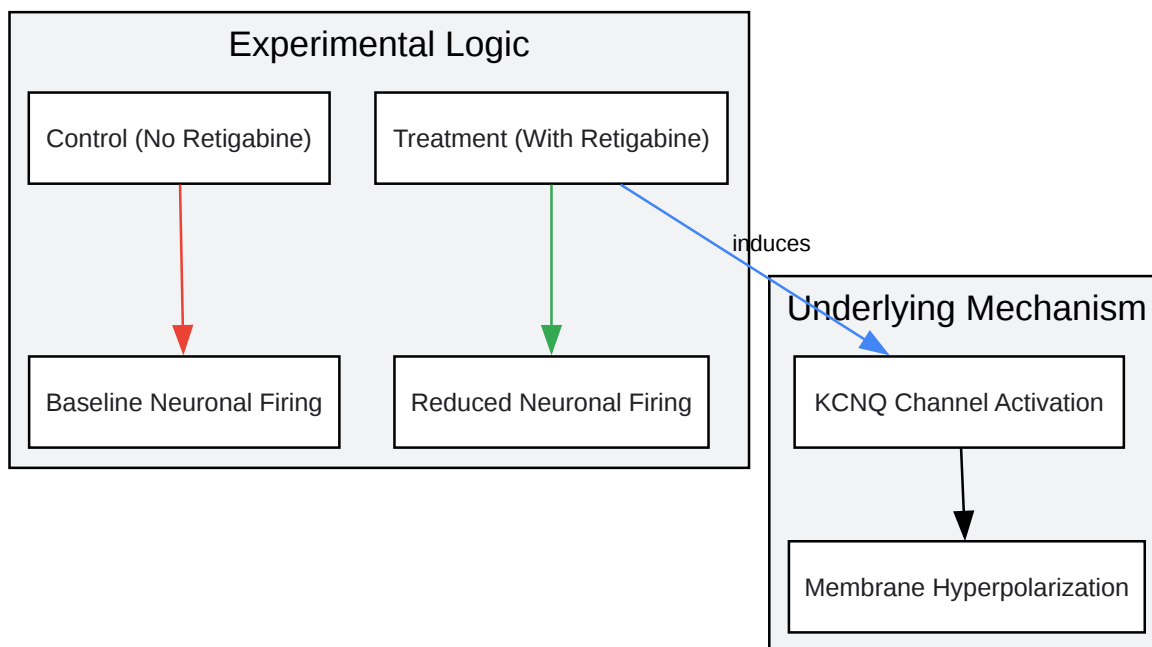 Experimental Logic
Control (No Retigabine)
Treatment (With Retigabine)
induces
Baseline Neuronal Firing
Reduced Neuronal Firing
Underlying Mechanism
KCNQ Channel Activation
Membrane Hyperpolarization